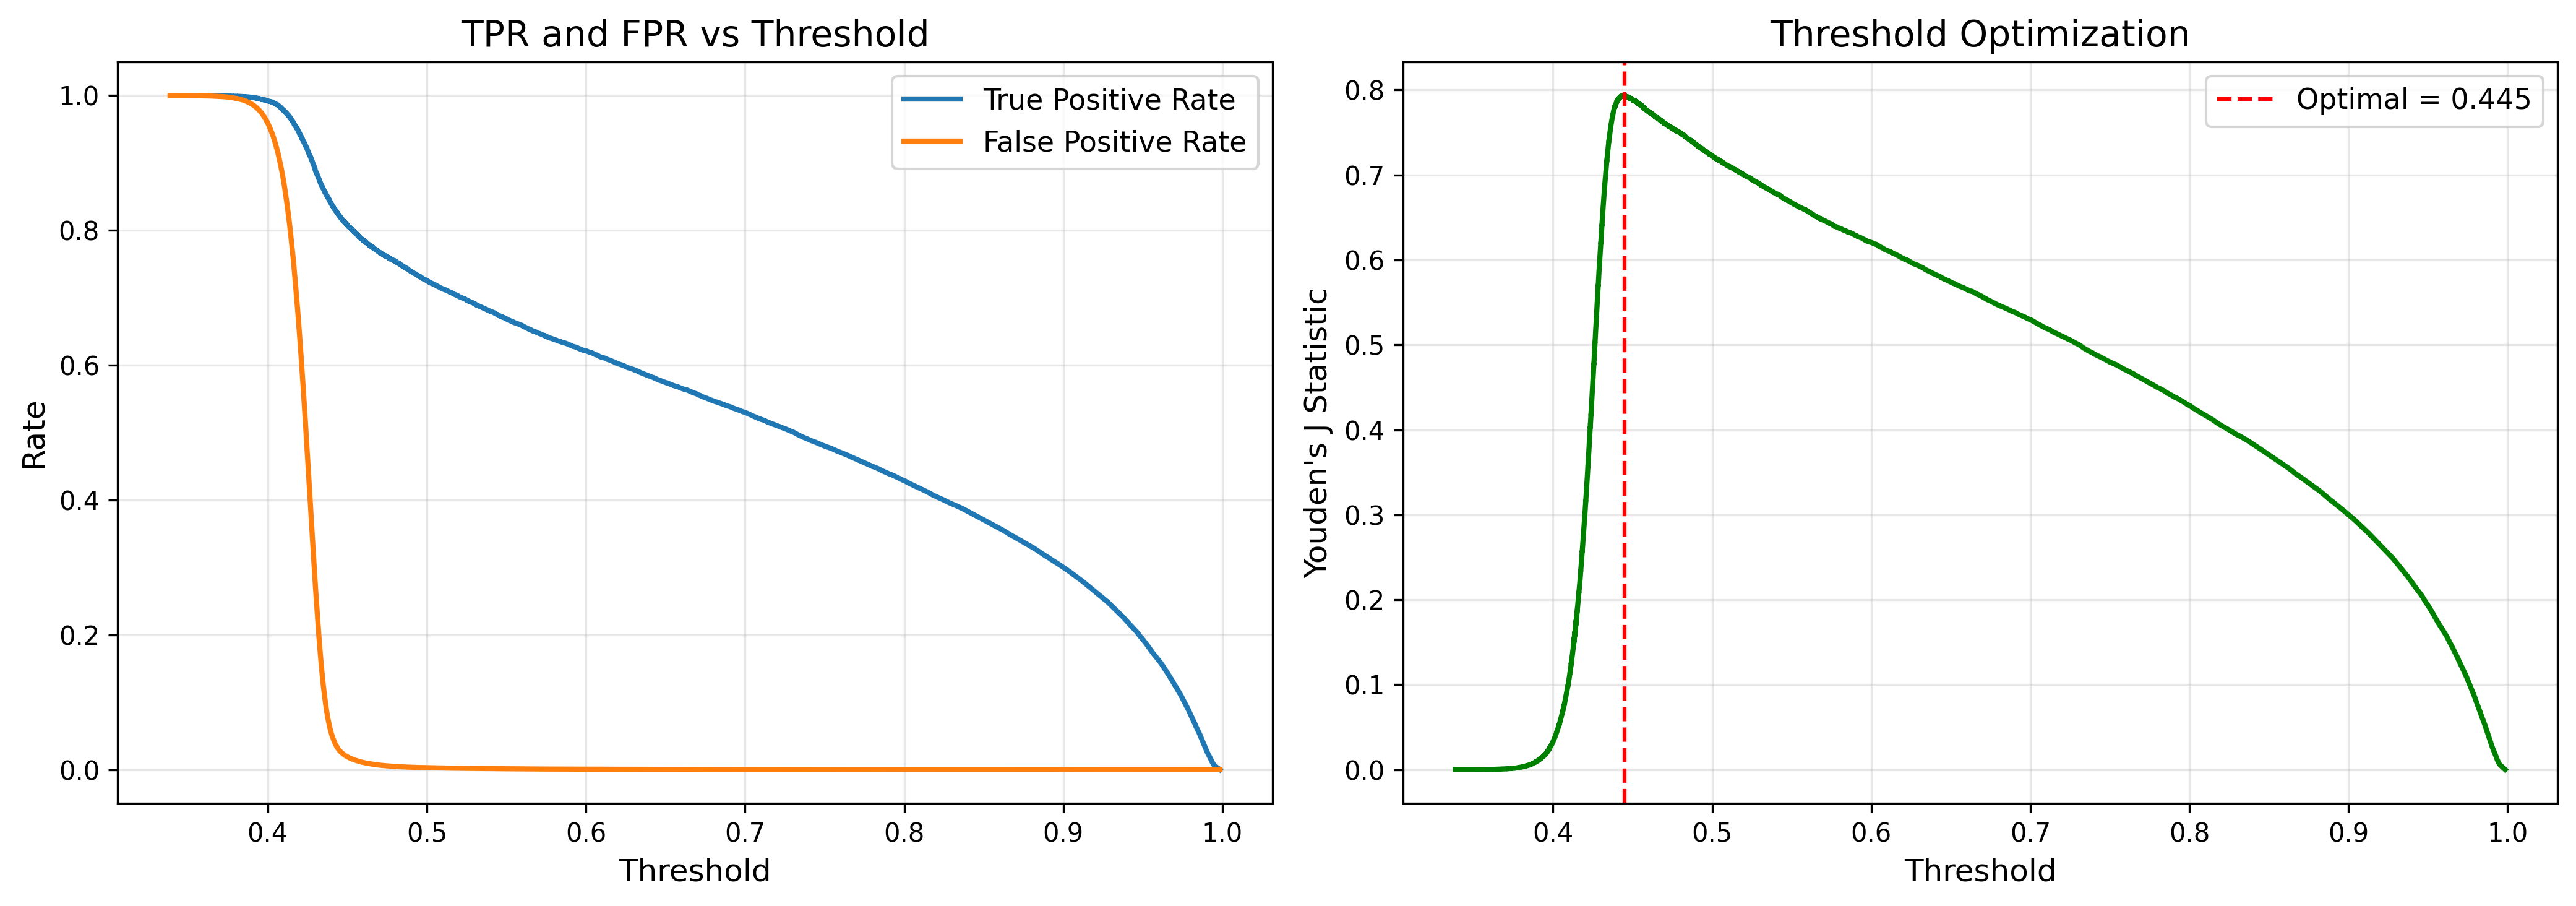 TPR and FPR vs Threshold
True Positive Rate
False Positive Rate
Rate
1.0
0.8
0.6
0.4
0.2
0.0
0.4 0.5 0.6 0.7 0.8 0.9 1.0
Threshold
Threshold Optimization
Optimal = 0.445
Youden's J Statistic
0.8
0.7
0.6
0.5
0.4
0.3
0.2
0.1
0.0
0.4 0.5 0.6 0.7 0.8 0.9 1.0
Threshold